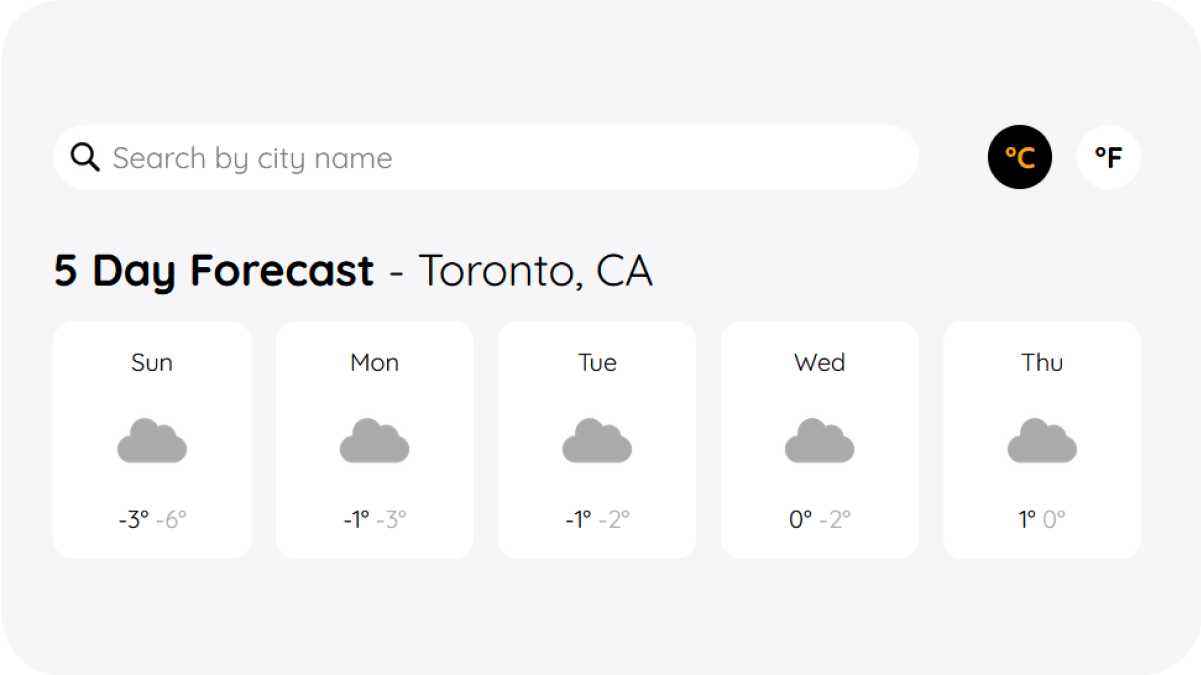 Search by city name
°C
°F
5 Day Forecast - Toronto, CA
Sun
Mon
Tue
Wed
Thu
-3° -6°
-1° -3°
-1° -2°
0° -2°
1° 0°